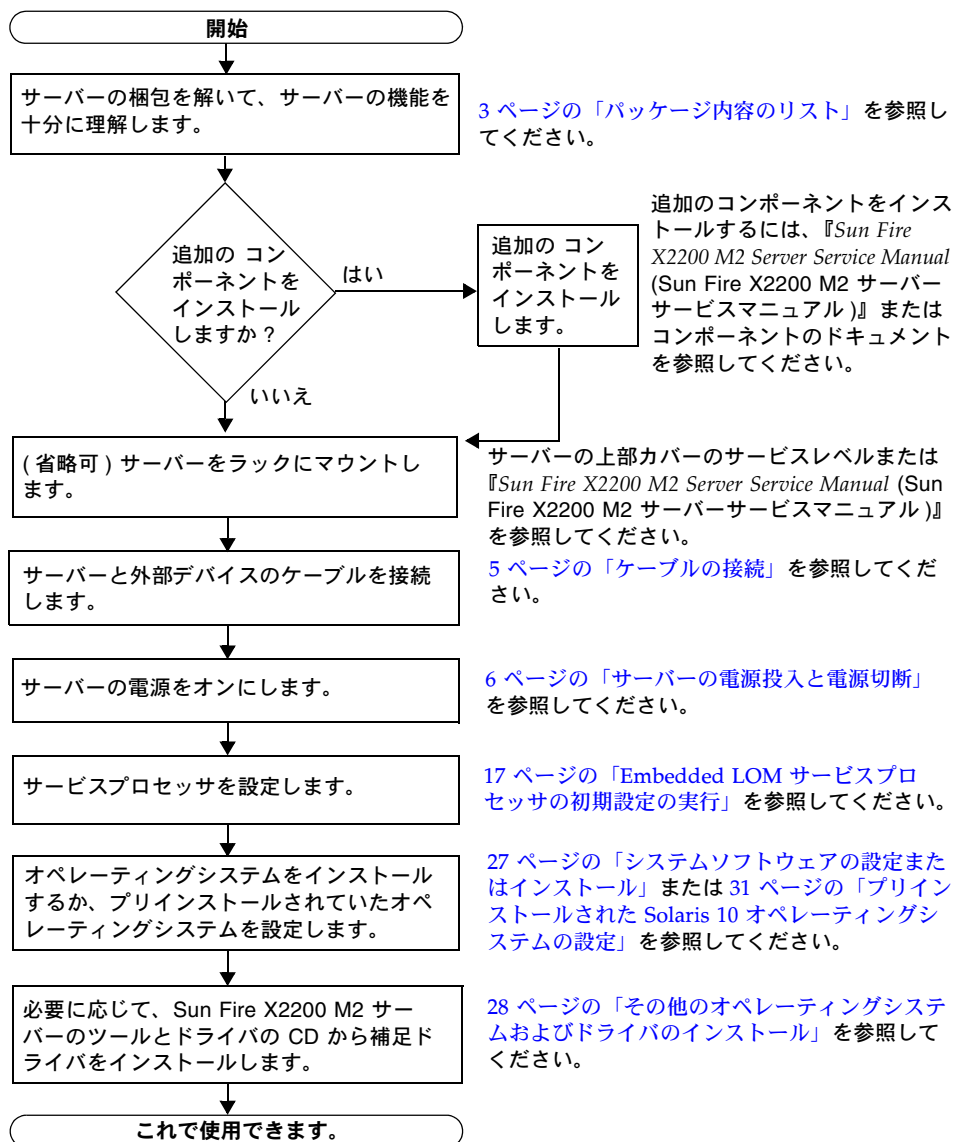 開始
サーバーの梱包を解いて、サーバーの機能を
十分に理解します。
3 ページの「パッケージ内容のリスト」を参照し
てください。
追加の コン
ポーネントを
インストール
しますか ?
はい
いいえ
追加の コン
ポーネントを
インストール
します。
追加のコンポーネントをインス
トールするには、『Sun Fire
X2200 M2 Server Service Manual
(Sun Fire X2200 M2 サーバー
サービスマニュアル )』または
コンポーネントのドキュメント
を参照してください。
( 省略可 ) サーバーをラックにマウントし
ます。
サーバーの上部カバーのサービスレベルまたは
『Sun Fire X2200 M2 Server Service Manual (Sun
Fire X2200 M2 サーバーサービスマニュアル )』
を参照してください。
サーバーと外部デバイスのケーブルを接続
します。
5 ページの「ケーブルの接続」を参照してくだ
さい。
サーバーの電源をオンにします。
6 ページの「サーバーの電源投入と電源切断」
を参照してください。
サービスプロセッサを設定します。
17 ページの「Embedded LOM サービスプロ
セッサの初期設定の実行」を参照してください。
オペレーティングシステムをインストール
するか、プリインストールされていたオペ
レーティングシステムを設定します。
27 ページの「システムソフトウェアの設定また
はインストール」または 31 ページの「プリイン
ストールされた Solaris 10 オペレーティングシ
ステムの設定」を参照してください。
必要に応じて、Sun Fire X2200 M2 サー
バーのツールとドライバの CD から補足ド
ライバをインストールします。
28 ページの「その他のオペレーティングシステ
ムおよびドライバのインストール」を参照して
ください。
これで使用できます。